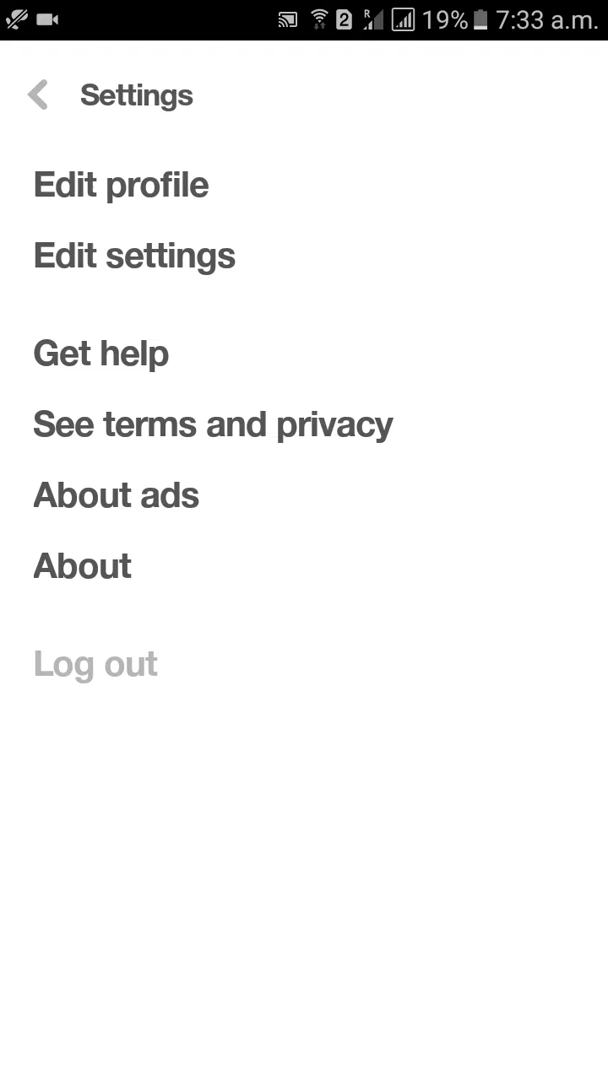 2 R 19% 7:33 a.m.
Settings
Edit profile
Edit settings
Get help
See terms and privacy
About ads
About
Log out